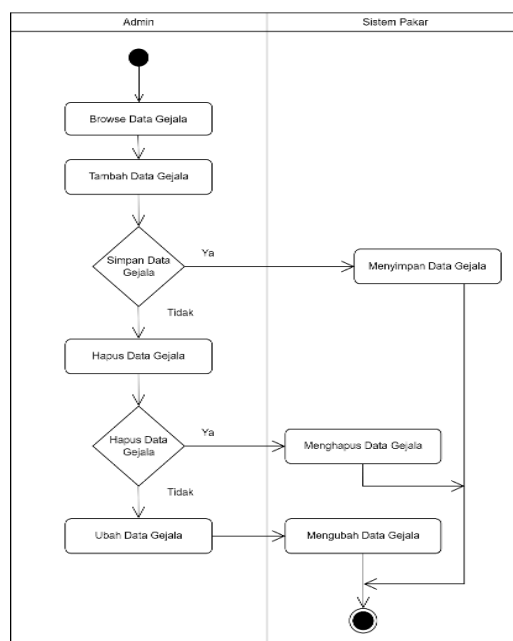 Admin
Sistem Pakar
Browse Data Gejala
Tambah Data Gejala
Simpan Data
Gejala
Ya
Menyimpan Data Gejala
Tidak
Hapus Data Gejala
Hapus Data
Gejala
Ya
Menghapus Data Gejala
Tidak
Ubah Data Gejala
Mengubah Data Gejala